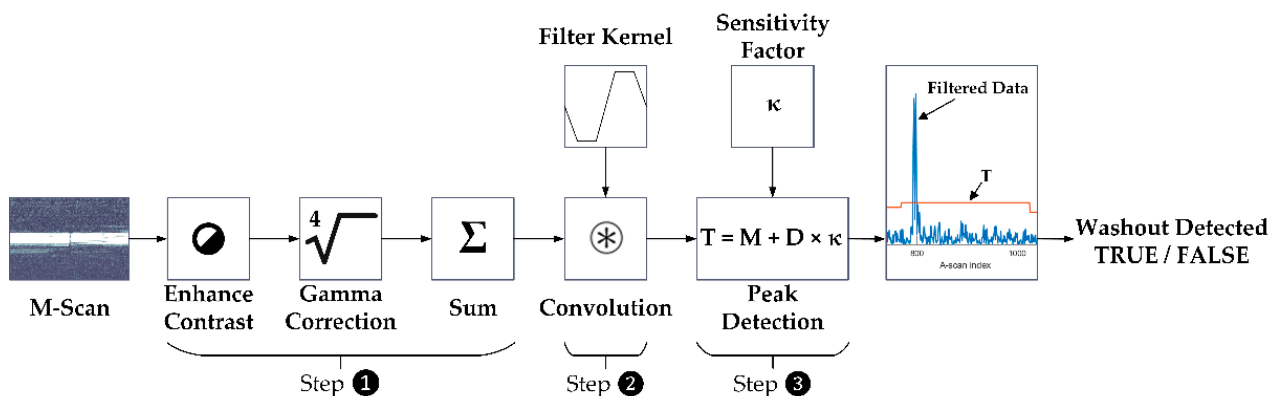 Filter Kernel
Sensitivity
Factor
κ
Filtered Data
T
800
1000
A-scan index
4
Σ
T = M + D × κ
Washout Detected
TRUE / FALSE
M-Scan
Enhance
Contrast
Gamma
Correction
Sum
Convolution
Peak
Detection
Step 1
Step 2
Step 3